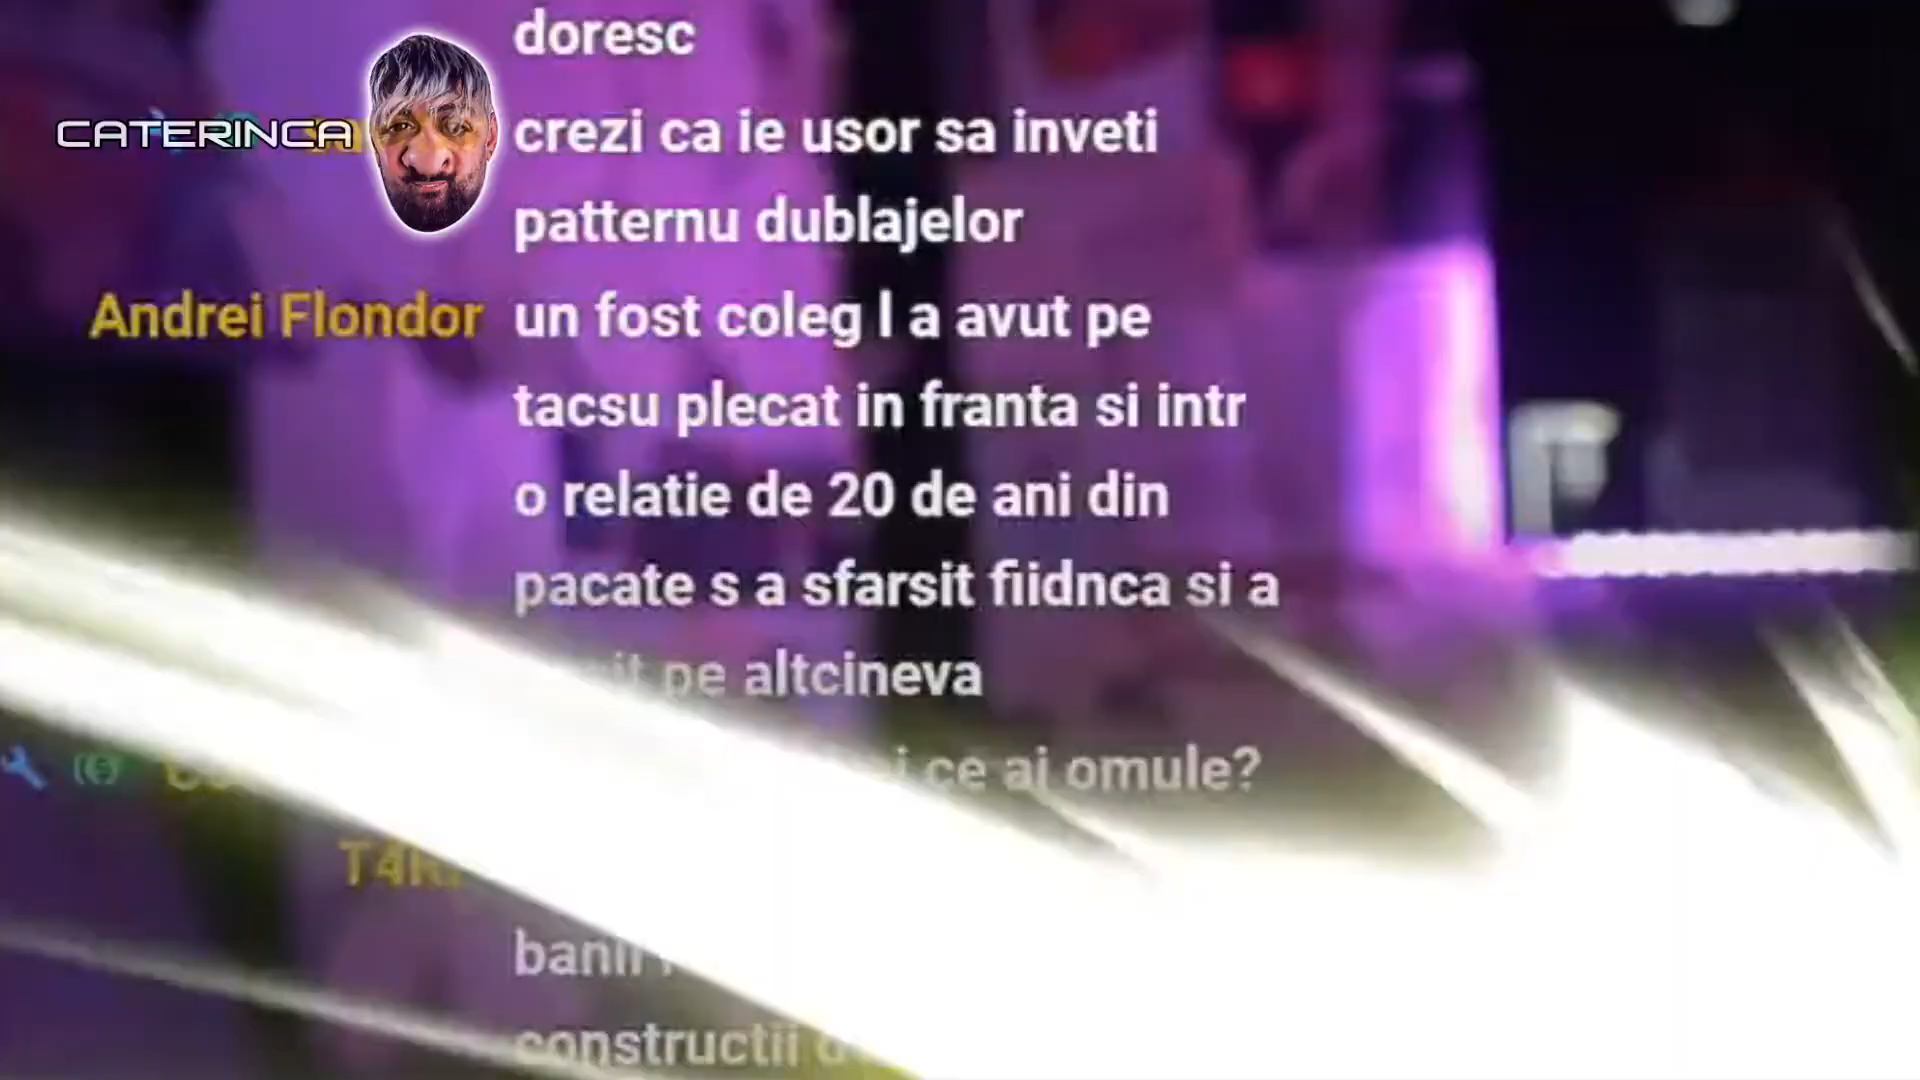 doresc
CATERINCA
crezi ca ie usor sa inveti
patternu dublajelor
Andrei Flondor un fost coleg l a avut pe
tacsu plecat in franta si intr
o relatie de 20 de ani din
pacate s a sfarsit fiidnca si a
pe altcineva
ce ai omule?
constructii